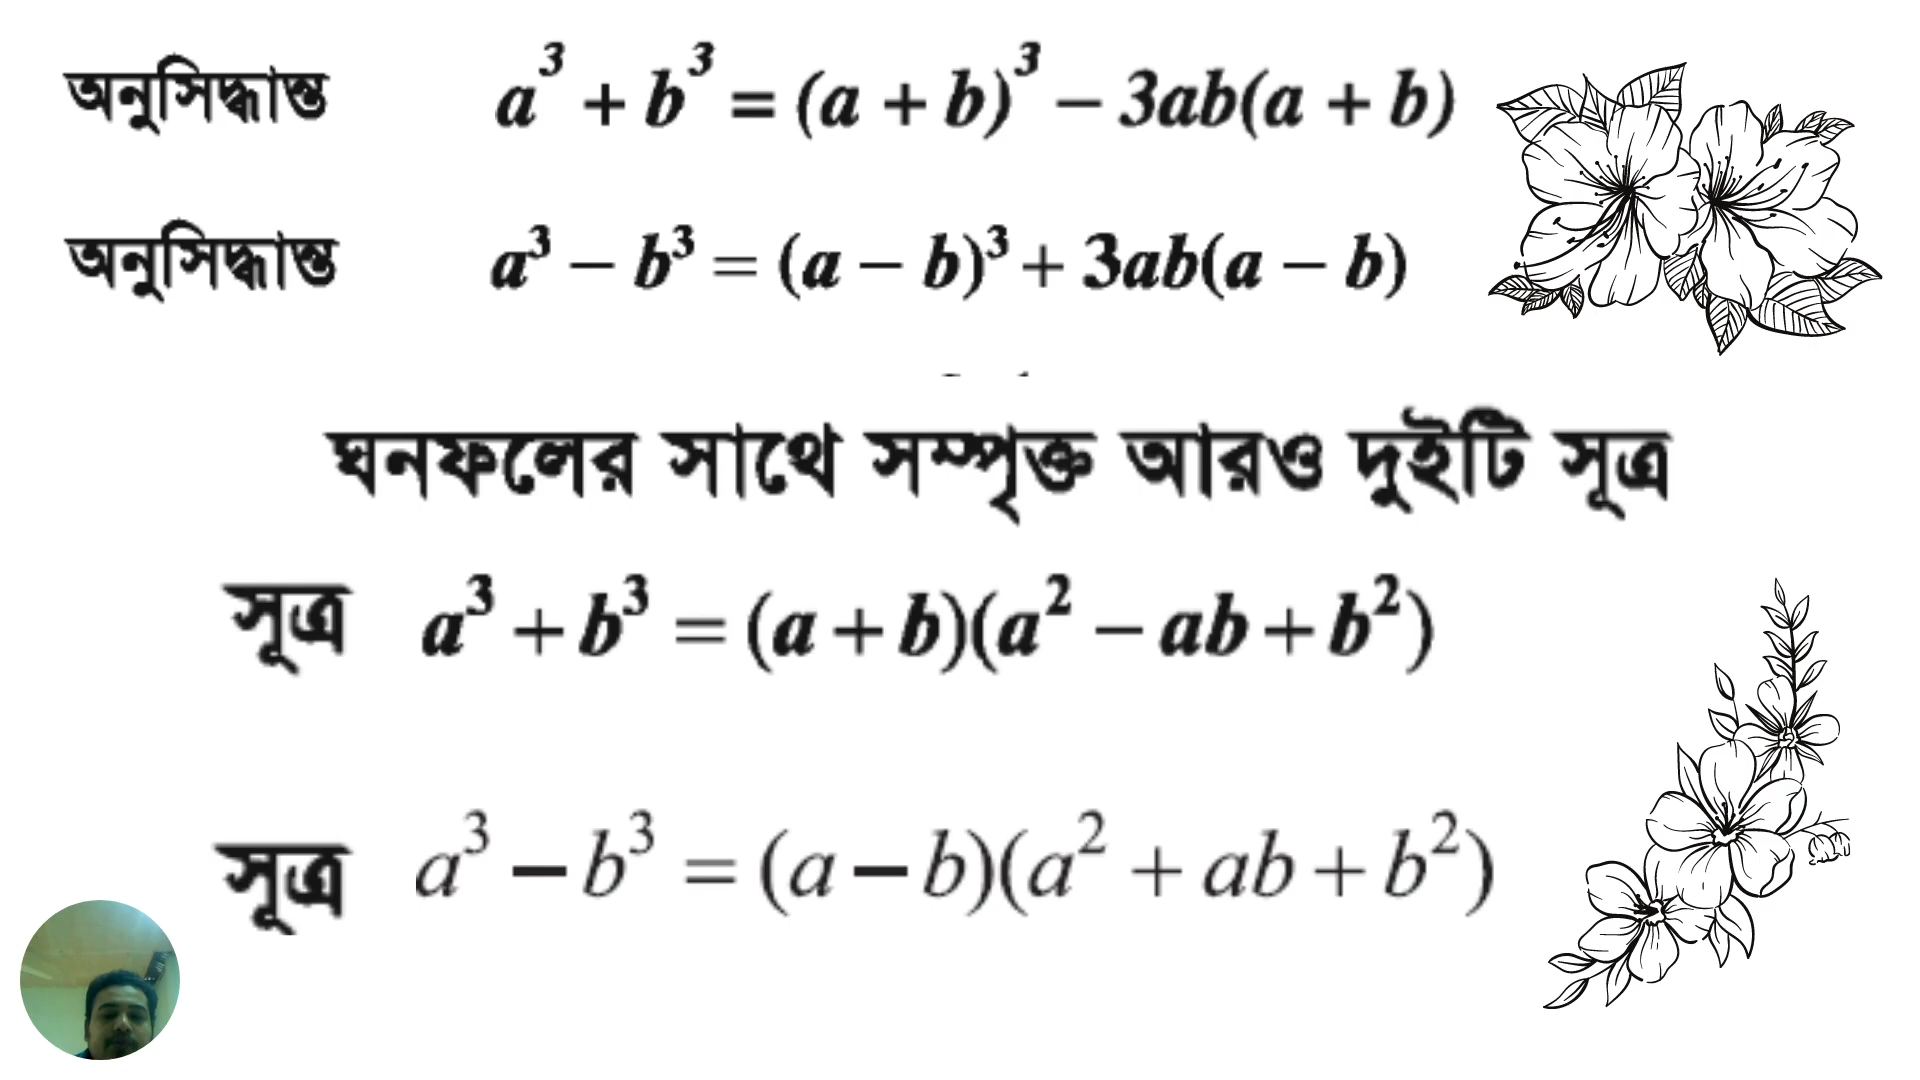 অনুসিদ্ধান্ত a³ + b³ = (a + b)³ − 3ab(a + b)
অনুসিদ্ধান্ত a³ − b³ = (a − b)³ + 3ab(a − b)
ঘনফলের সাথে সম্পৃক্ত আরও দুইটি সূত্র
সূত্র a³ + b³ = (a + b)(a² − ab + b²)
সূত্র a³ − b³ = (a − b)(a² + ab + b²)